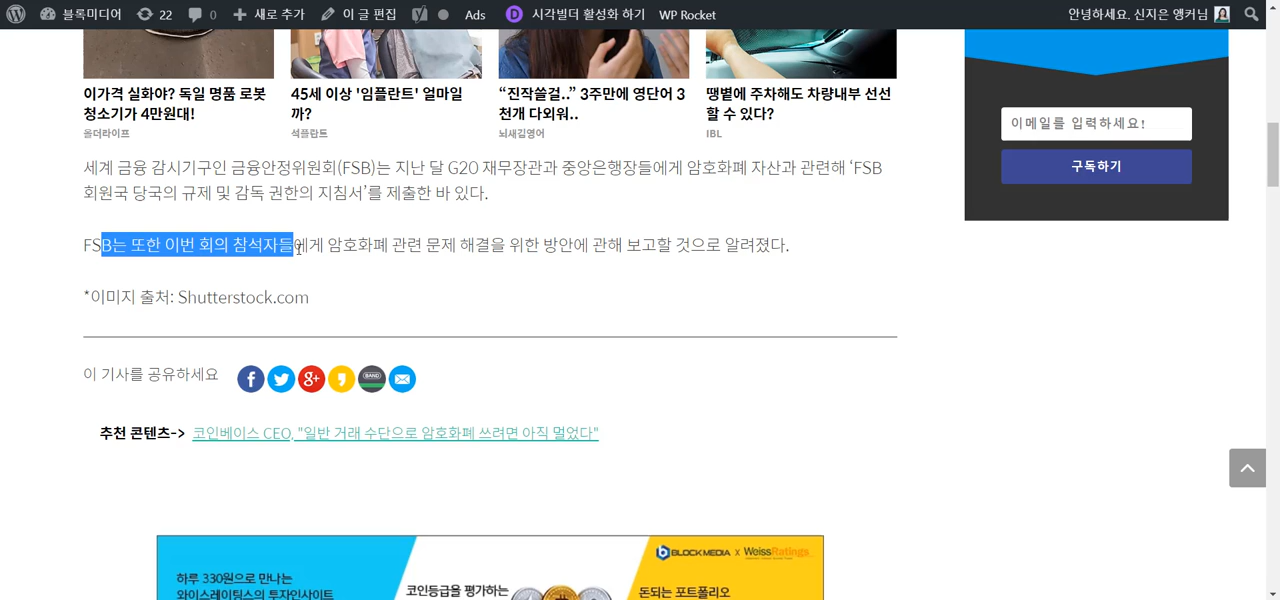 블록미디어 22 0 새로 추가 이 글 편집 Ads 시각빌더 활성화 하기 WP Rocket 안녕하세요. 신지은 앵커님
이가격 실화야? 독일 명품 로봇
청소기가 4만원대!
올더라이프
45세 이상 '임플란트' 얼마일
까?
석플란트
“진작쓸걸..” 3주만에 영단어 3
천개 다외워..
뇌새김영어
땡볕에 주차해도 차량내부 선선
할 수 있다?
IBL
이메일를 입력하세요!
구독하기
세계 금융 감시기구인 금융안정위원회(FSB)는 지난 달 G20 재무장관과 중앙은행장들에게 암호화폐 자산과 관련해 ‘FSB
회원국 당국의 규제 및 감독 권한의 지침서’를 제출한 바 있다.
FSB는 또한 이번 회의 참석자들에게 암호화폐 관련 문제 해결을 위한 방안에 관해 보고할 것으로 알려졌다.
*이미지 출처: Shutterstock.com
이 기사를 공유하세요
BAND
추천 콘텐츠-> 코인베이스 CEO, "일반 거래 수단으로 암호화폐 쓰려면 아직 멀었다"
BLOCKMEDIA X WeissRatings
하루 330원으로 만나는
와이스레이팅스의 투자인사이트
코인등급을 평가하는
돈되는 포트폴리오